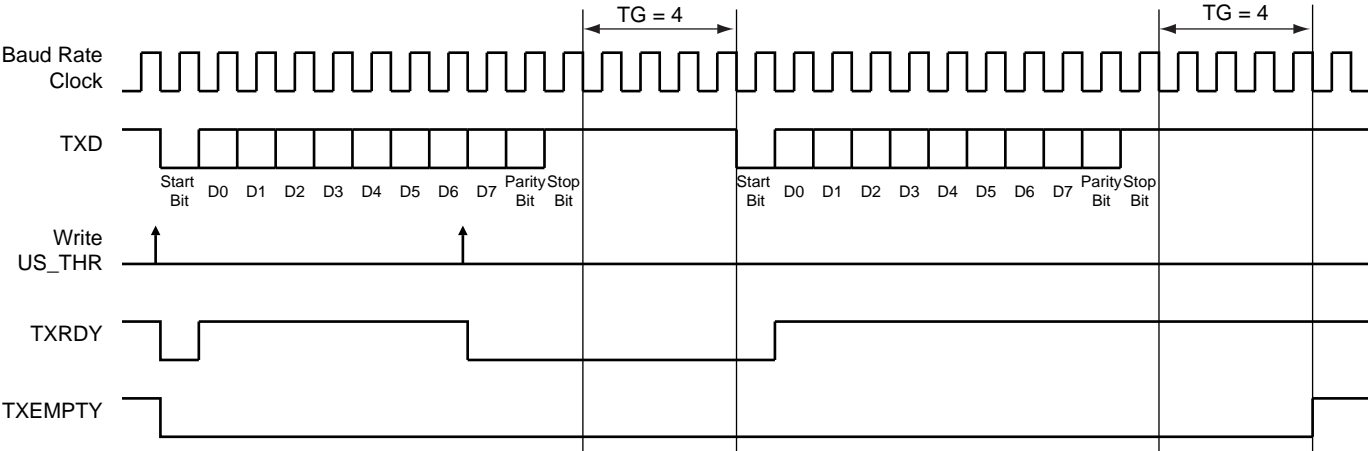 TG = 4
TG = 4
Baud Rate
Clock
TXD
Start
Bit
D0
D1
D2
D3
D4
D5
D6
D7
Parity
Bit
Stop
Bit
Start
Bit
D0
D1
D2
D3
D4
D5
D6
D7
Parity
Bit
Stop
Bit
Write
US_THR
TXRDY
TXEMPTY